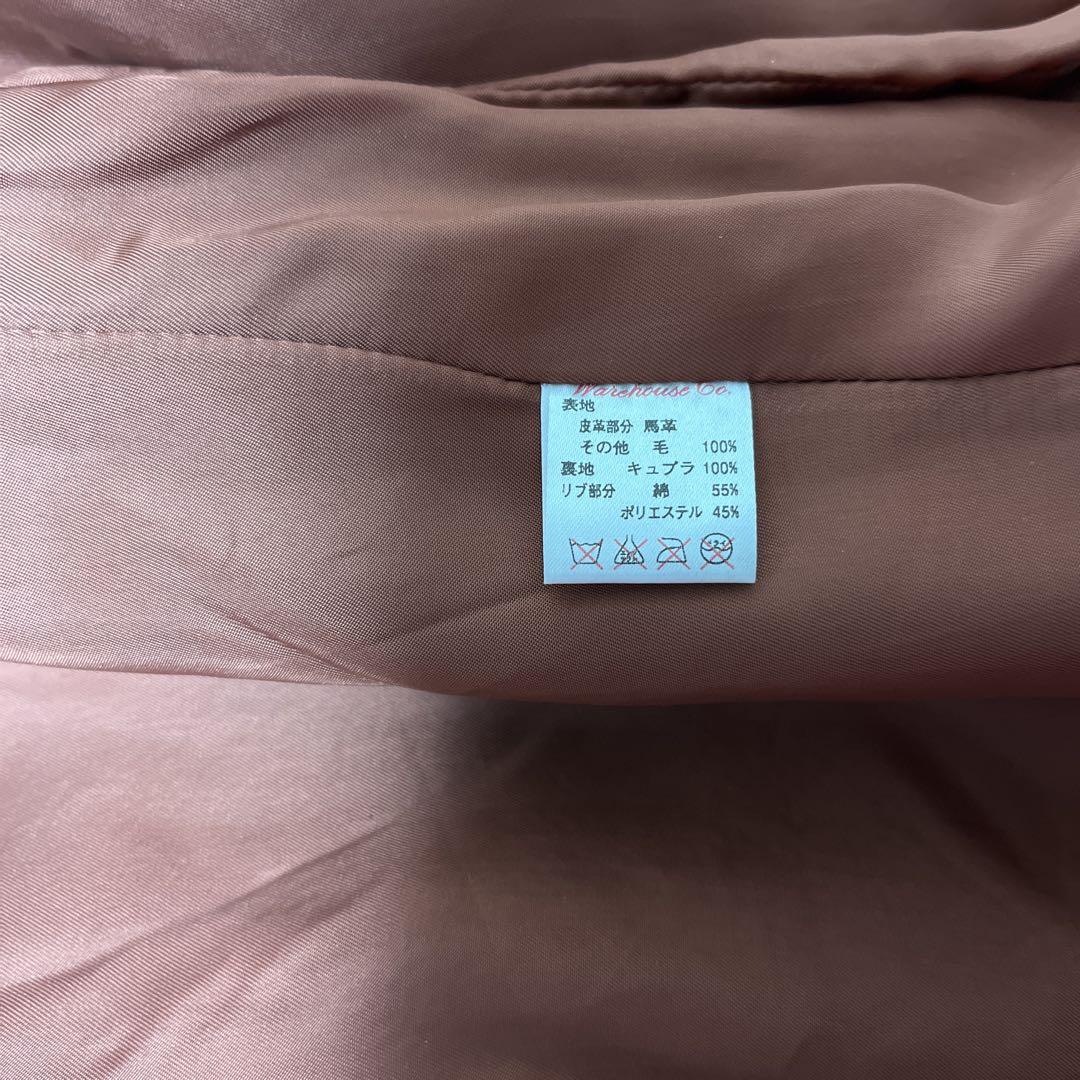 Warehouse Co.
表地
皮革部分 馬革
その他 毛 100%
裏地 キュプラ 100%
リブ部分 綿 55%
ポリエステル 45%